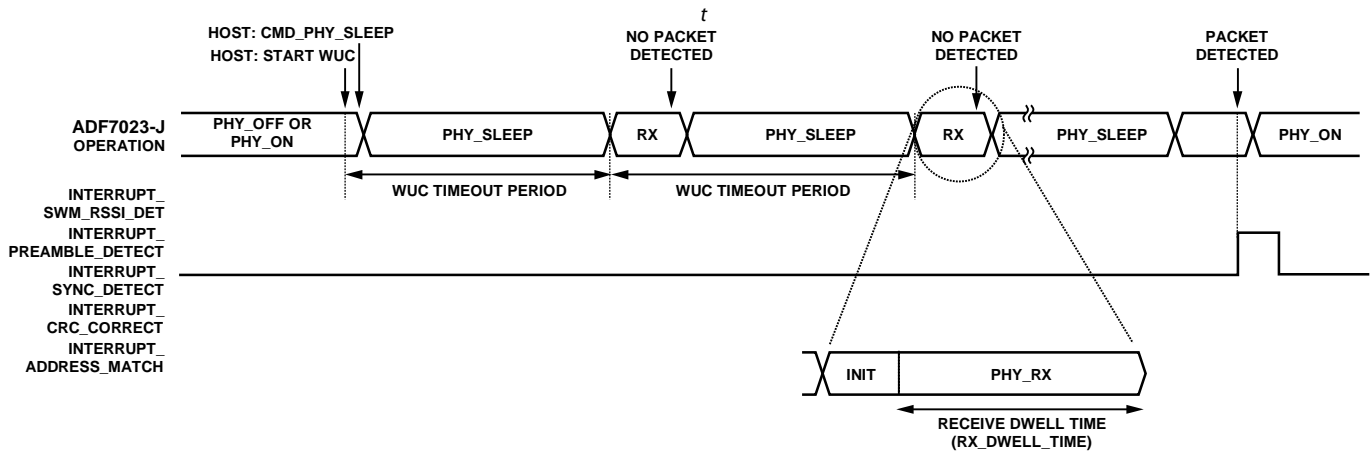 t
HOST: CMD_PHY_SLEEP
HOST: START WUC
NO PACKET
DETECTED
NO PACKET
DETECTED
PACKET
DETECTED
ADF7023-J
OPERATION
PHY_OFF OR
PHY_ON
PHY_SLEEP
RX
PHY_SLEEP
RX
PHY_SLEEP
PHY_ON
WUC TIMEOUT PERIOD
WUC TIMEOUT PERIOD
INTERRUPT_
SWM_RSSI_DET
INTERRUPT_
PREAMBLE_DETECT
INTERRUPT_
SYNC_DETECT
INTERRUPT_
CRC_CORRECT
INTERRUPT_
ADDRESS_MATCH
INIT
PHY_RX
RECEIVE DWELL TIME
(RX_DWELL_TIME)